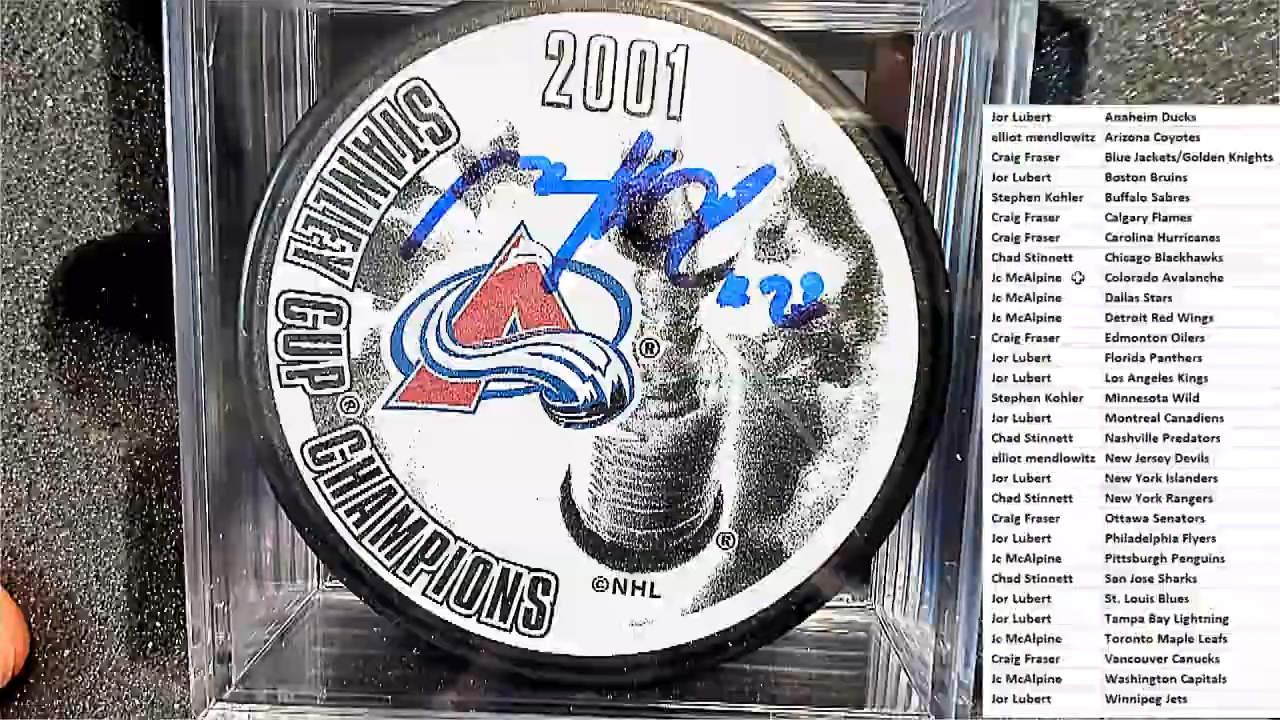 2001
STANLEY CUP® CHAMPIONS
®
®
©NHL
Jor Lubert Anaheim Ducks
elliot mendlowitz Arizona Coyotes
Craig Fraser Blue Jackets/Golden Knights
Jor Lubert Boston Bruins
Stephen Kohler Buffalo Sabres
Craig Fraser Calgary Flames
Craig Fraser Carolina Hurricanes
Chad Stinnett Chicago Blackhawks
Jc McAlpine Colorado Avalanche
Jc McAlpine Dallas Stars
Jc McAlpine Detroit Red Wings
Craig Fraser Edmonton Oilers
Jor Lubert Florida Panthers
Jor Lubert Los Angeles Kings
Stephen Kohler Minnesota Wild
Jor Lubert Montreal Canadiens
Chad Stinnett Nashville Predators
elliot mendlowitz New Jersey Devils
Jor Lubert New York Islanders
Chad Stinnett New York Rangers
Craig Fraser Ottawa Senators
Jor Lubert Philadelphia Flyers
Jc McAlpine Pittsburgh Penguins
Chad Stinnett San Jose Sharks
Jor Lubert St. Louis Blues
Jor Lubert Tampa Bay Lightning
Jc McAlpine Toronto Maple Leafs
Craig Fraser Vancouver Canucks
Jc McAlpine Washington Capitals
Jor Lubert Winnipeg Jets